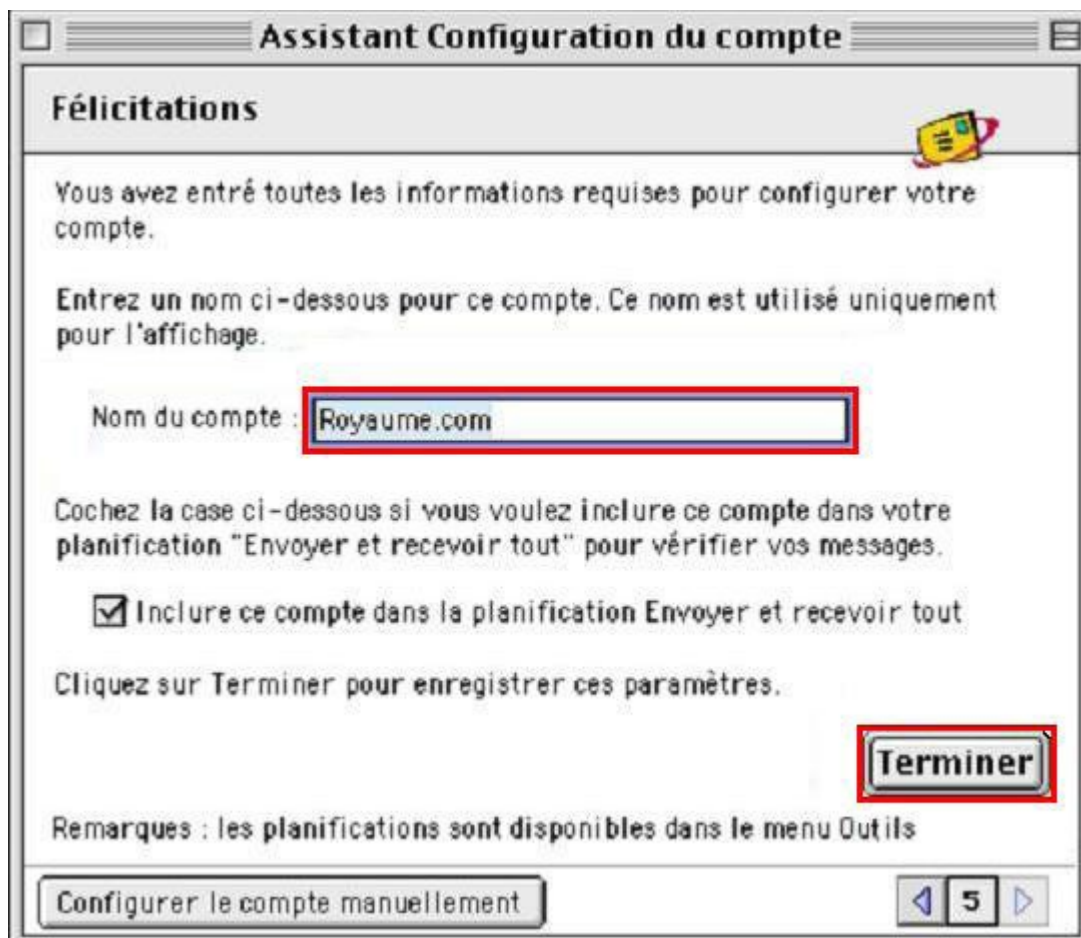 Assistant Configuration du compte
Félicitations
Vous avez entré toutes les informations requises pour configurer votre
compte.
Entrez un nom ci-dessous pour ce compte. Ce nom est utilisé uniquement
pour l'affichage.
Nom du compte : Royaume.com
Cochez la case ci-dessous si vous voulez inclure ce compte dans votre
planification "Envoyer et recevoir tout" pour vérifier vos messages.
Inclure ce compte dans la planification Envoyer et recevoir tout
Cliquez sur Terminer pour enregistrer ces paramètres.
Terminer
Remarques : les planifications sont disponibles dans le menu Outils
Configurer le compte manuellement 5